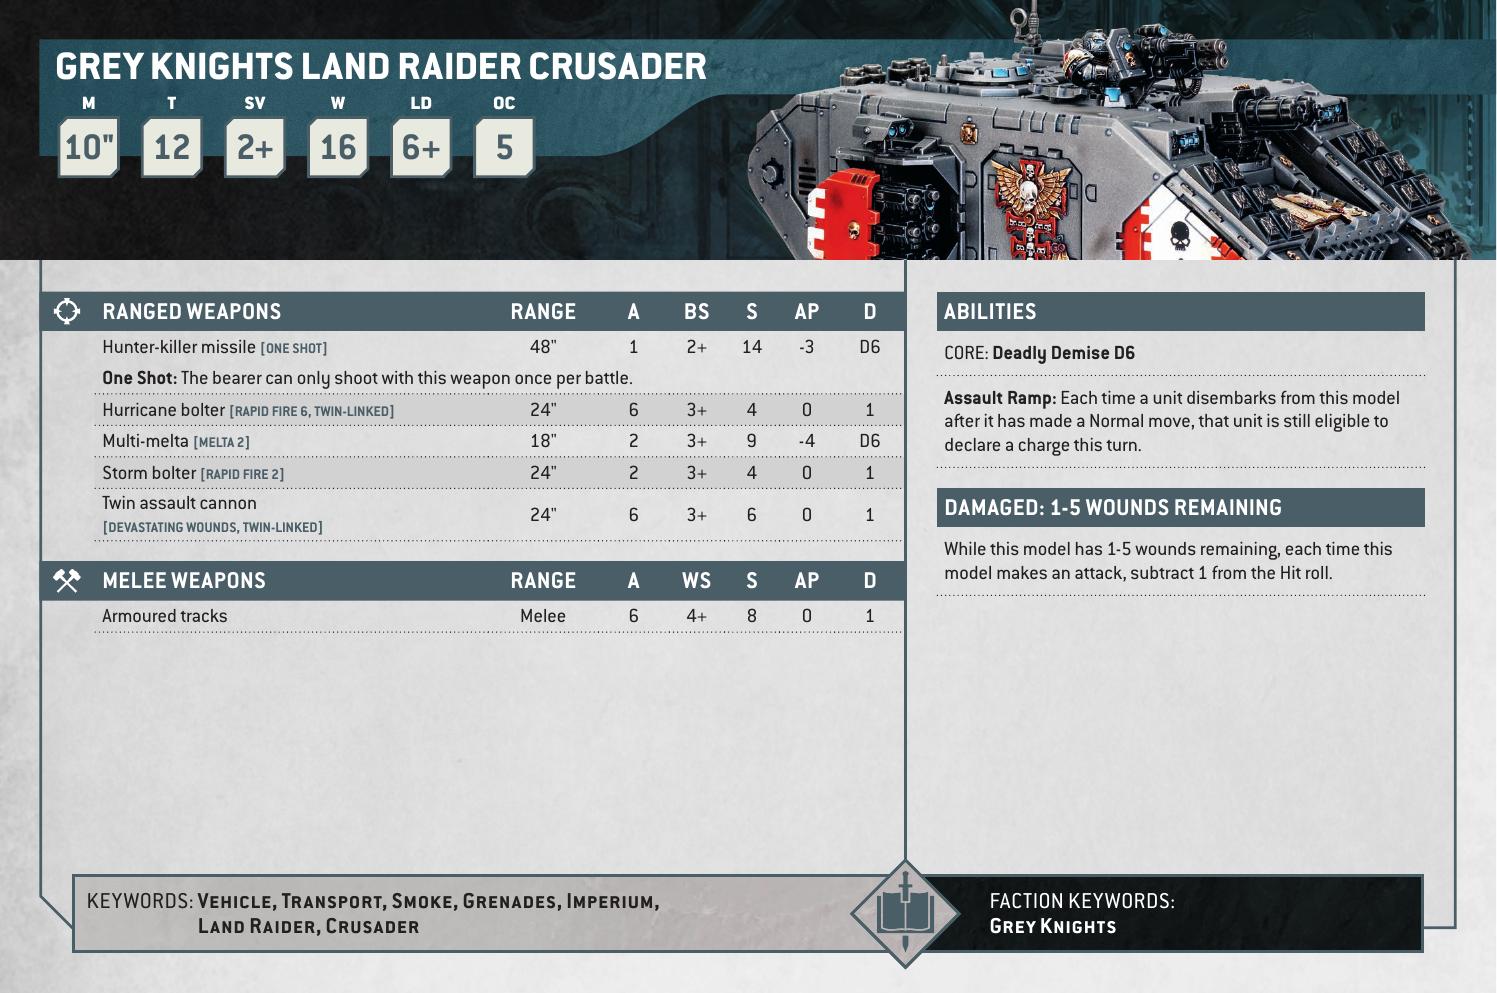 GREY KNIGHTS LAND RAIDER CRUSADER
M T SV W LD OC
10" 12 2+ 16 6+ 5
RANGED WEAPONS RANGE A BS S AP D
Hunter-killer missile [ONE SHOT] 48" 1 2+ 14 -3 D6
One Shot: The bearer can only shoot with this weapon once per battle.
Hurricane bolter [RAPID FIRE 6, TWIN-LINKED] 24" 6 3+ 4 0 1
Multi-melta [MELTA 2] 18" 2 3+ 9 -4 D6
Storm bolter [RAPID FIRE 2] 24" 2 3+ 4 0 1
Twin assault cannon
[DEVASTATING WOUNDS, TWIN-LINKED] 24" 6 3+ 6 0 1
MELEE WEAPONS RANGE A WS S AP D
Armoured tracks Melee 6 4+ 8 0 1
ABILITIES
CORE: Deadly Demise D6
Assault Ramp: Each time a unit disembarks from this model
after it has made a Normal move, that unit is still eligible to
declare a charge this turn.
DAMAGED: 1-5 WOUNDS REMAINING
While this model has 1-5 wounds remaining, each time this
model makes an attack, subtract 1 from the Hit roll.
KEYWORDS: VEHICLE, TRANSPORT, SMOKE, GRENADES, IMPERIUM,
LAND RAIDER, CRUSADER
FACTION KEYWORDS:
GREY KNIGHTS